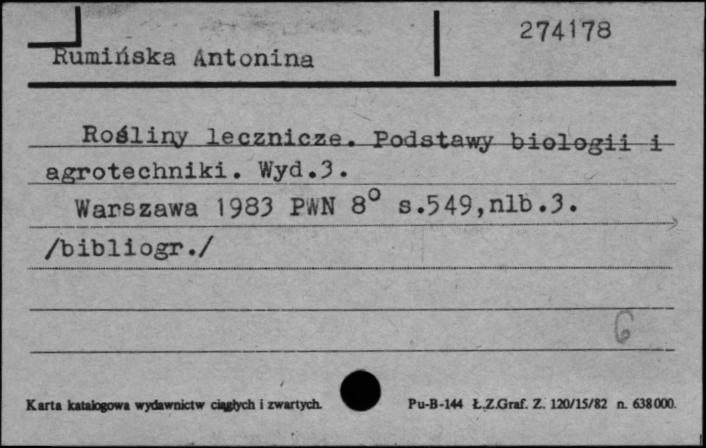 274178
Rumińska Antonina
Rośliny lecznicze. Podstawy biologii i
agrotechniki. Wyd.3.
Warszawa 1983 PWN 8° s.549,nlb.3.
/bibliogr./
6
Karta katalogowa wydawnictw ciągłych i zwartych. Pu-B-144 Ł.Z.Graf. Z. 120/15/82 n. 638000.